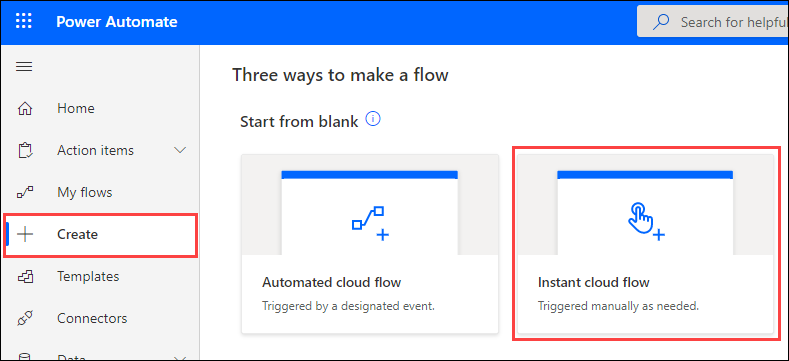 Power Automate
Search for helpful
Three ways to make a flow
Home
Start from blank
Action items
My flows
Create
Templates
Connectors
Data
Automated cloud flow
Triggered by a designated event.
Instant cloud flow
Triggered manually as needed.